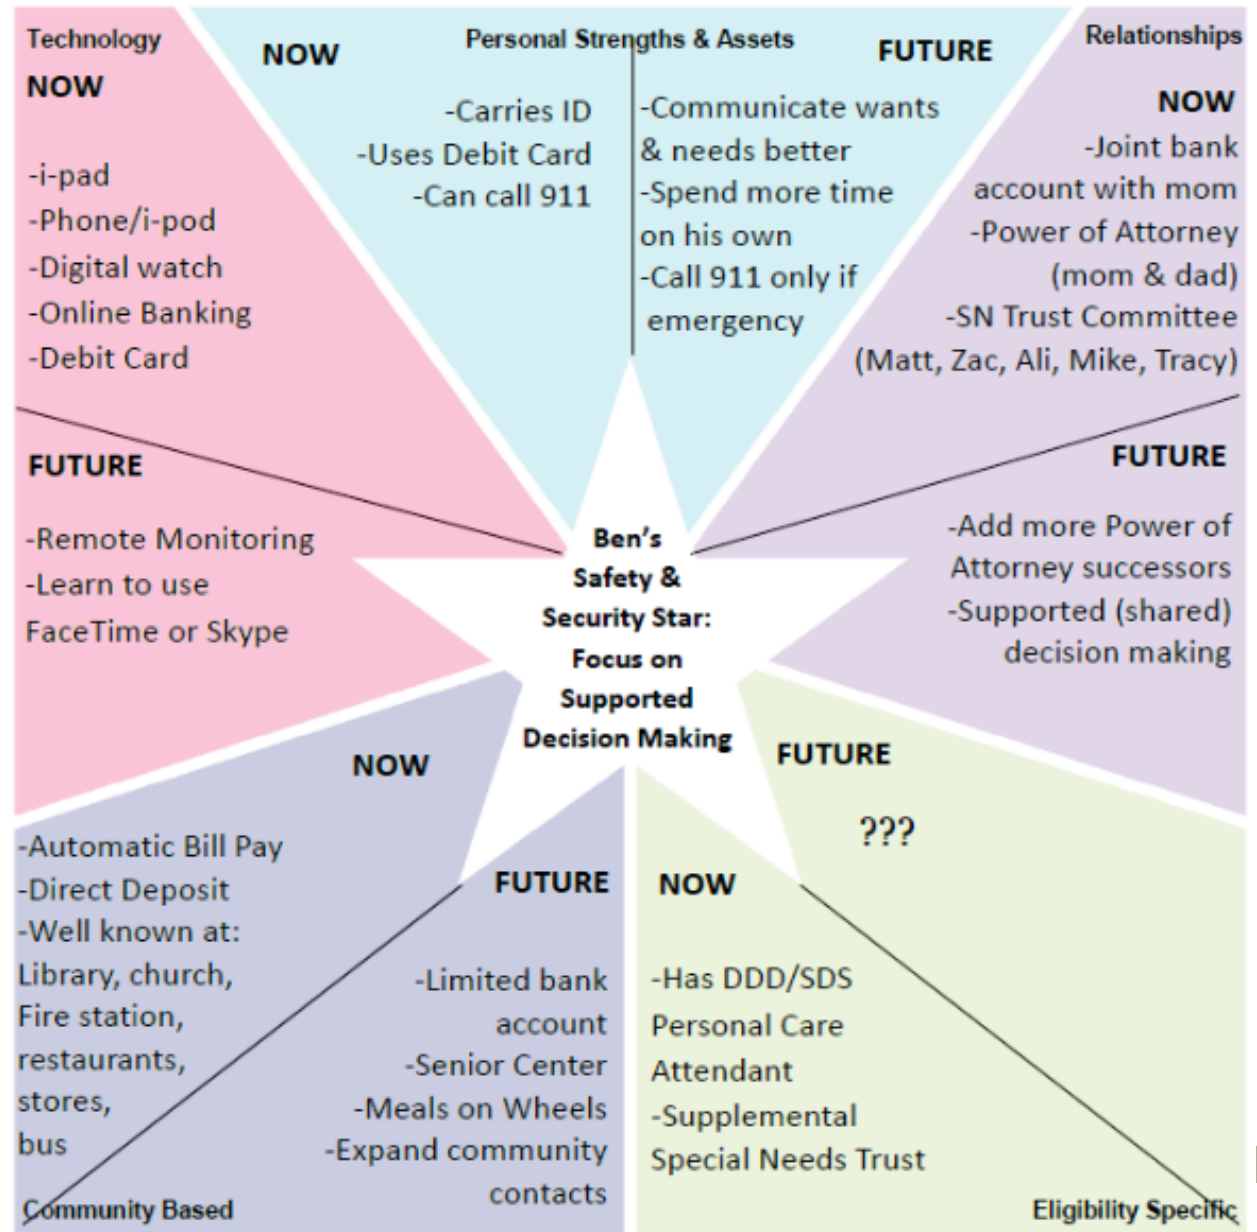 Technology
NOW
-i-pad
-Phone/i-pod
-Digital watch
-Online Banking
-Debit Card
FUTURE
-Remote Monitoring
-Learn to use
FaceTime or Skype
Personal Strengths & Assets
NOW
-Carries ID
-Uses Debit Card
-Can call 911
FUTURE
-Communicate wants
& needs better
-Spend more time
on his own
-Call 911 only if
emergency
Relationships
NOW
-Joint bank
account with mom
-Power of Attorney
(mom & dad)
-SN Trust Committee
(Matt, Zac, Ali, Mike, Tracy)
FUTURE
-Add more Power of
Attorney successors
-Supported (shared)
decision making
Ben's
Safety &
Security Star:
Focus on
Supported
Decision Making
NOW
-Automatic Bill Pay
-Direct Deposit
-Well known at:
Library, church,
Fire station,
restaurants,
stores,
bus
FUTURE
-Limited bank
account
-Senior Center
-Meals on Wheels
-Expand community
contacts
Community Based
NOW
-Has DDD/SDS
Personal Care
Attendant
-Supplemental
Special Needs Trust
FUTURE
???
Eligibility Specific